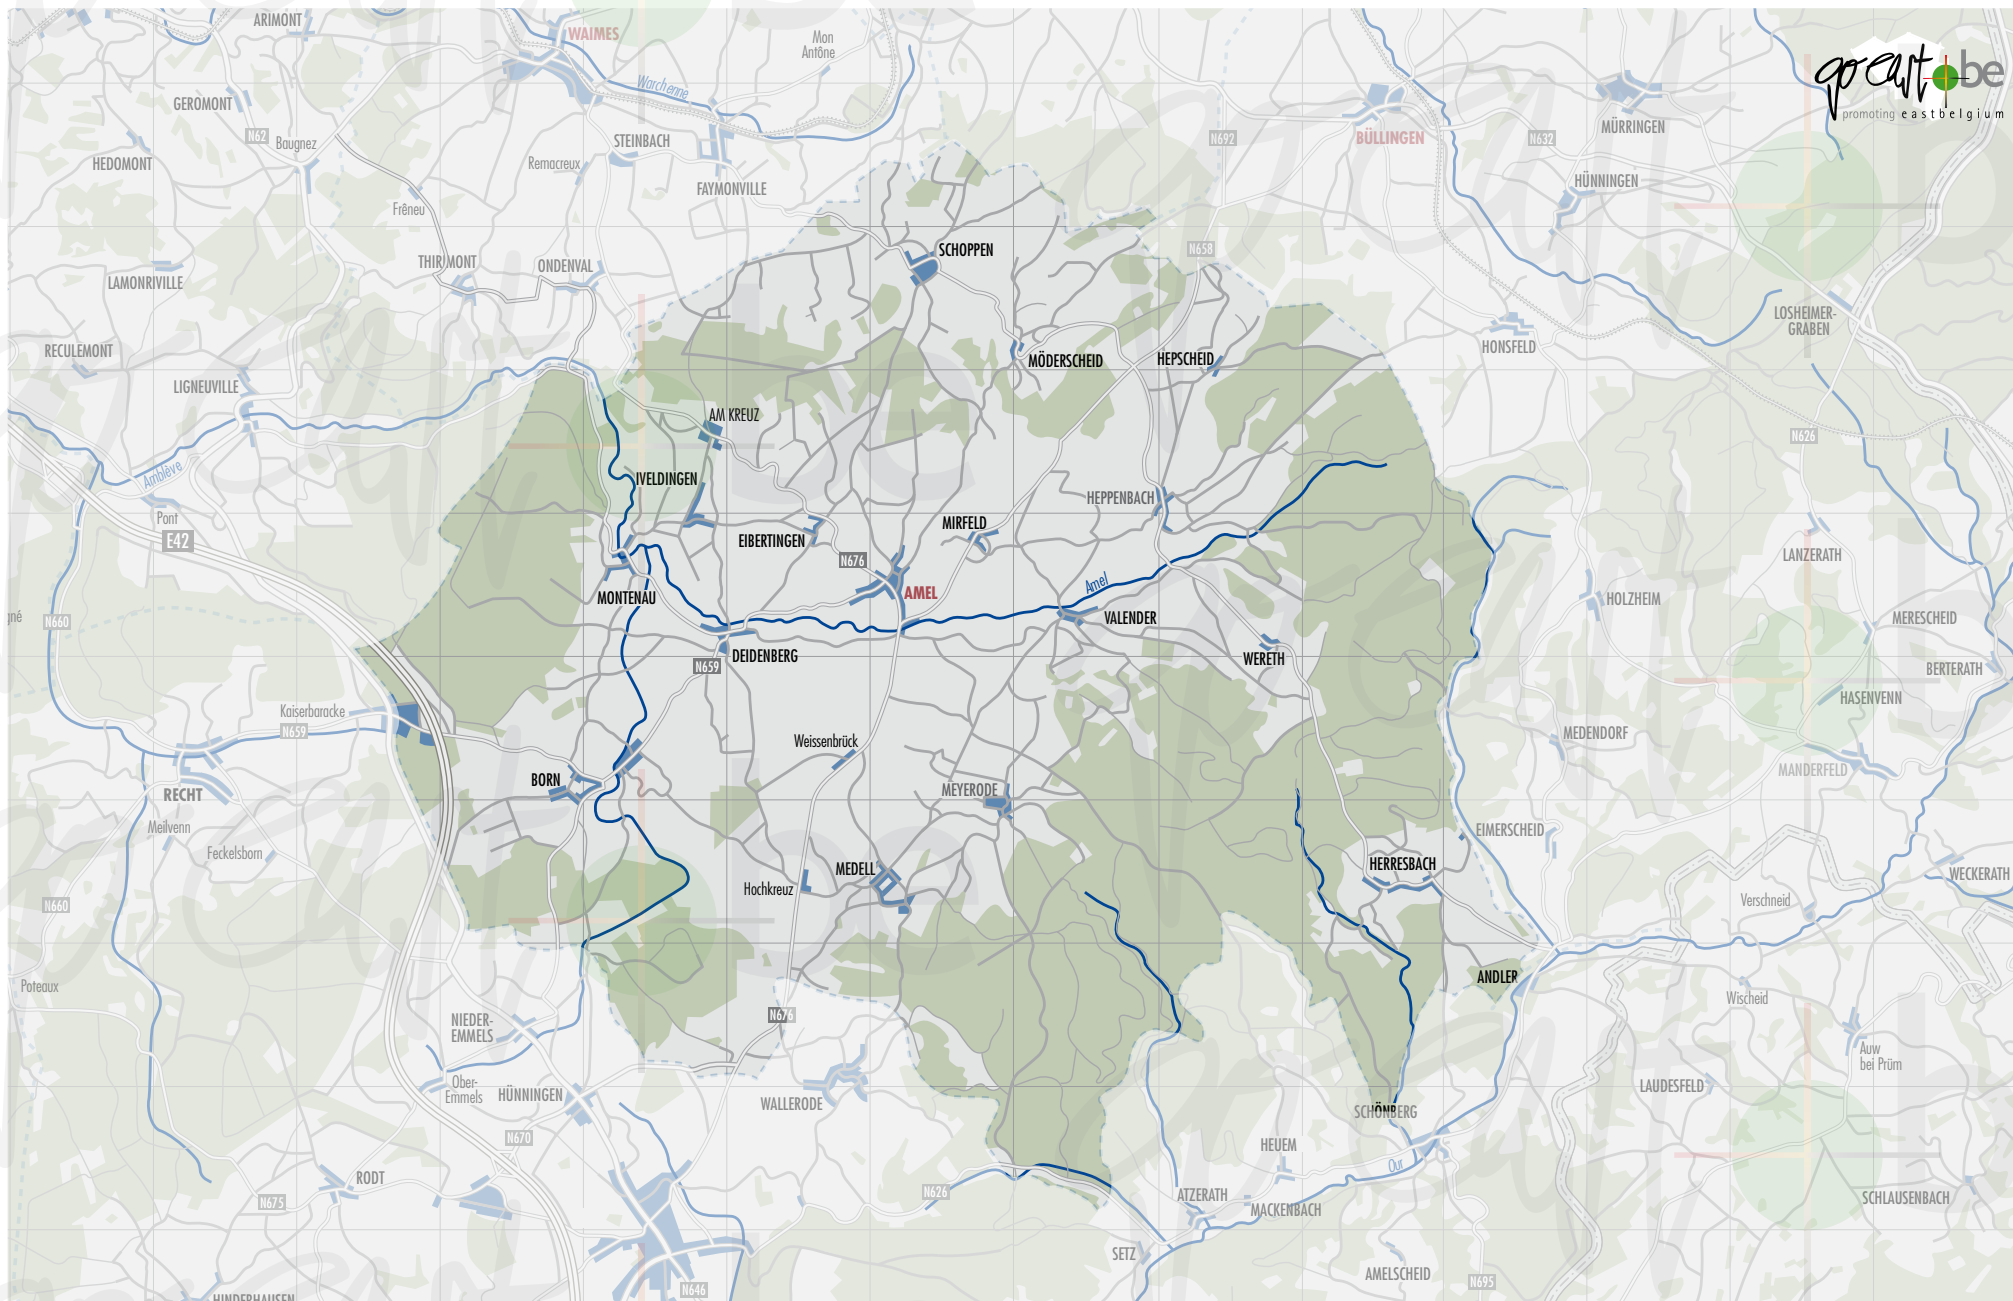 ARIMONT
WAIMES
Mon
Antône
go east be
promoting eastbelgium
Warchenne
GEROMONT
N62
Baugnez
STEINBACH
N692
BÜLLINGEN
N632
MÜRRINGEN
HEDOMONT
Remacreux
FAYMONVILLE
HÜNNINGEN
Frêneu
SCHOPPEN
N658
THIRIMONT
ONDENVAL
LAMONRIVILLE
LOSHEIMER-
GRABEN
RECULEMONT
MÖDERSCHEID
HEPSCHEID
HONSFELD
LIGNEUVILLE
AM KREUZ
N626
Amblève
IVELDINGEN
HEPPENBACH
Pont
E42
EIBERTINGEN
MIRFELD
N676
LANZERATH
MONTENAU
AMEL
Amel
VALENDER
HOLZHEIM
MERESCHEID
gné
N660
DEIDENBERG
N659
WERETH
BERTERATH
HASENVENN
Kaiserbaracke
N659
Weissenbrück
MEDENDORF
MANDERFELD
RECHT
BORN
MEYERODE
Meilvenn
Feckelsborn
EIMERSCHEID
HERRESBACH
MEDELL
Hochkreuz
WECKERATH
N660
Verschneid
ANDLER
Poteaux
Wischeid
NIEDER-
EMMELS
N676
Auw
bei Prüm
Ober-
Emmels
HÜNNINGEN
WALLERODE
LAUDESFELD
SCHÖNBERG
N670
HEUEM
Our
RODT
N675
N626
ATZERATH
MACKENBACH
SCHLAUSENBACH
SETZ
AMELSCHEID
N695
N646
HINDERHAUSEN